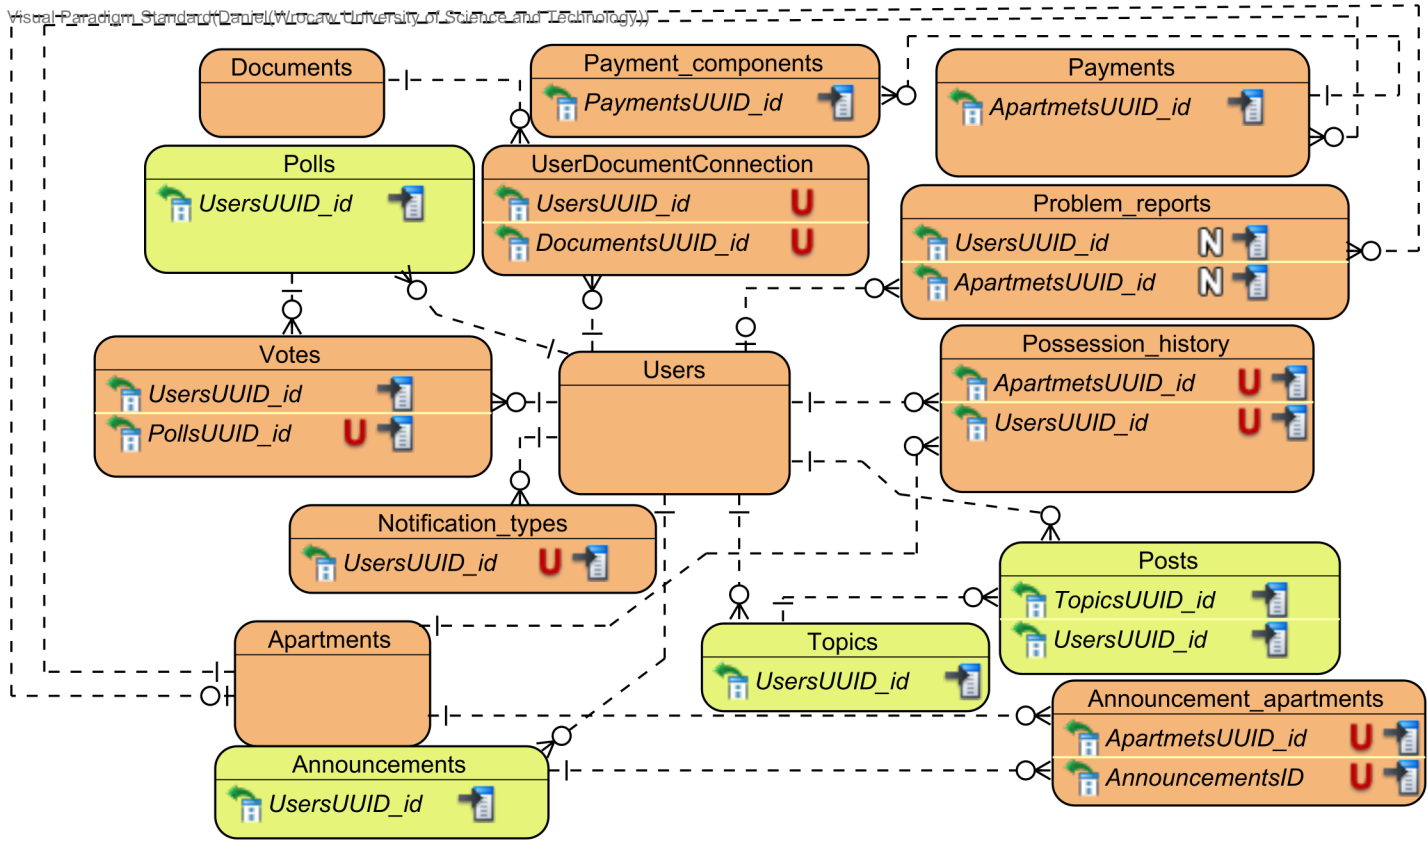 Visual Paradigm Standard(Daniel(Wrocaw University of Science and Technology))
Documents
Payment_components
PaymentsUUID_id
Payments
ApartmetsUUID_id
Polls
UsersUUID_id
UserDocumentConnection
UsersUUID_id U
DocumentsUUID_id U
Problem_reports
UsersUUID_id N
ApartmetsUUID_id N
Votes
UsersUUID_id
PollsUUID_id U
Users
Possession_history
ApartmetsUUID_id U
UsersUUID_id U
Notification_types
UsersUUID_id U
Posts
TopicsUUID_id
UsersUUID_id
Apartments
Topics
UsersUUID_id
Announcement_apartments
ApartmetsUUID_id U
AnnouncementsID U
Announcements
UsersUUID_id